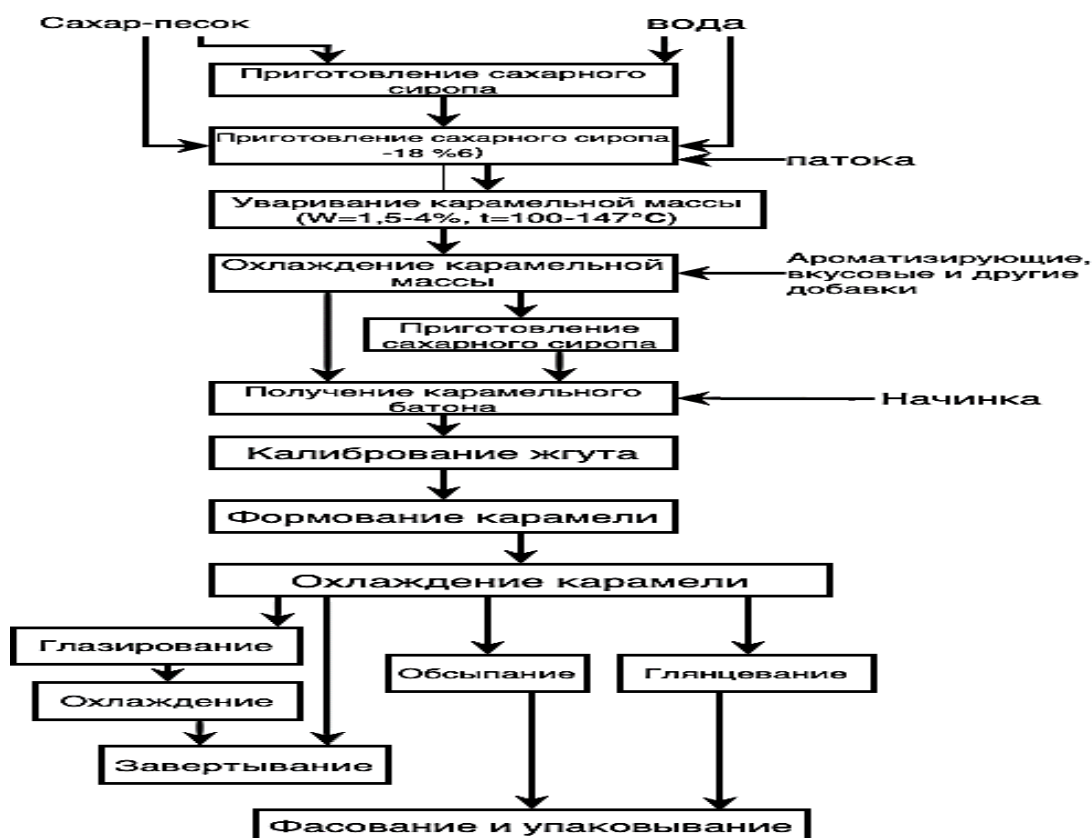 Сахар-песок
вода
Приготовление сахарного
сиропа
Приготовление сахарного сиропа
-18 %6)
патока
Уваривание карамельной массы
(W=1,5-4%, t=100-147°C)
Охлаждение карамельной
массы
Ароматизирующие,
вкусовые и другие
добавки
Приготовление
сахарного сиропа
Получение карамельного
батона
Начинка
Калибрование жгута
Формование карамели
Охлаждение карамели
Глазирование
Обсыпание
Глянцевание
Охлаждение
Завертывание
Фасование и упаковывание